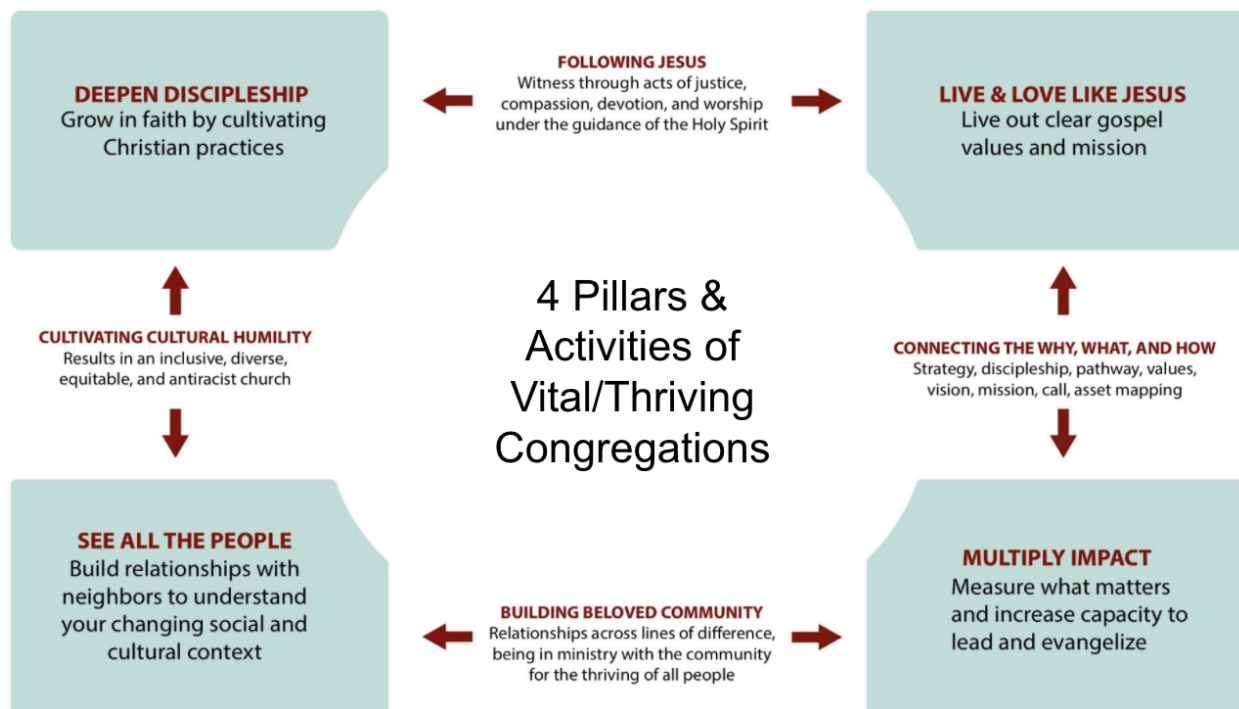 DEEPEN DISCIPLESHIP
Grow in faith by cultivating
Christian practices
FOLLOWING JESUS
Witness through acts of justice,
compassion, devotion, and worship
under the guidance of the Holy Spirit
LIVE & LOVE LIKE JESUS
Live out clear gospel
values and mission
CULTIVATING CULTURAL HUMILITY
Results in an inclusive, diverse,
equitable, and antiracist church
4 Pillars &
Activities of
Vital/Thriving
Congregations
CONNECTING THE WHY, WHAT, AND HOW
Strategy, discipleship, pathway, values,
vision, mission, call, asset mapping
SEE ALL THE PEOPLE
Build relationships with
neighbors to understand
your changing social and
cultural context
BUILDING BELOVED COMMUNITY
Relationships across lines of difference,
being in ministry with the community
for the thriving of all people
MULTIPLY IMPACT
Measure what matters
and increase capacity to
lead and evangelize